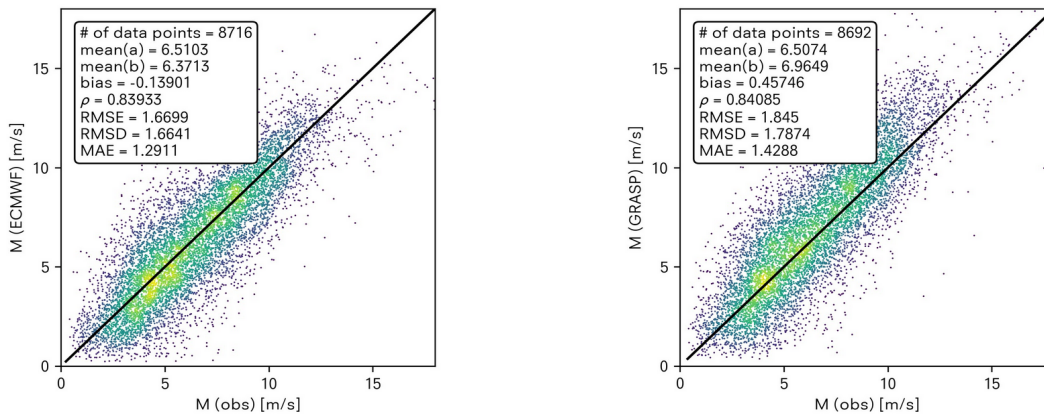 # of data points = 8716
mean(a) = 6.5103
mean(b) = 6.3713
bias = -0.13901
ρ = 0.83933
RMSE = 1.6699
RMSD = 1.6641
MAE = 1.2911
M (ECMWF) [m/s]
15
10
5
0
0 5 10 15
M (obs) [m/s]
# of data points = 8692
mean(a) = 6.5074
mean(b) = 6.9649
bias = 0.45746
ρ = 0.84085
RMSE = 1.845
RMSD = 1.7874
MAE = 1.4288
M (GRASP) [m/s]
15
10
5
0
0 5 10 15
M (obs) [m/s]